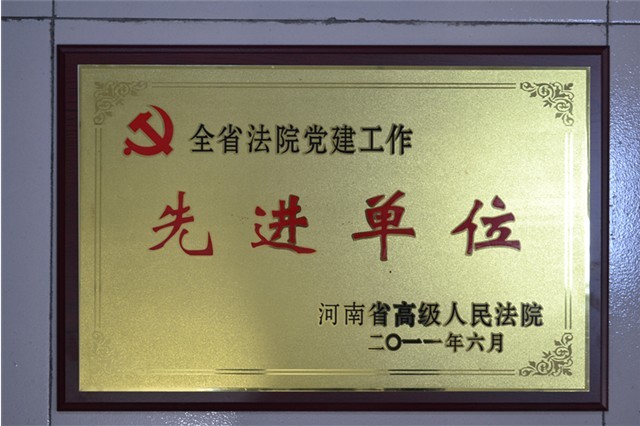 全省法院党建工作
先进单位
河南省高级人民法院
二〇一一年六月